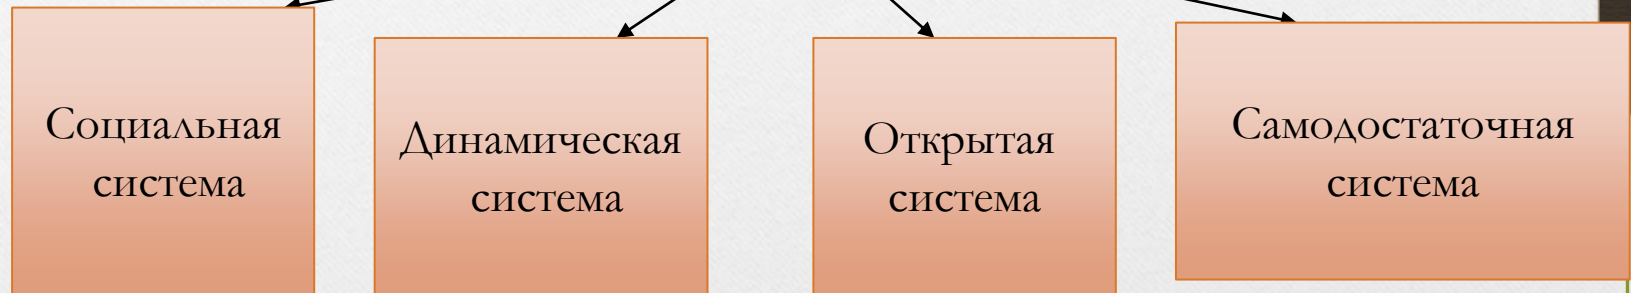 Социальная
система
Динамическая
система
Открытая
система
Самодостаточная
система